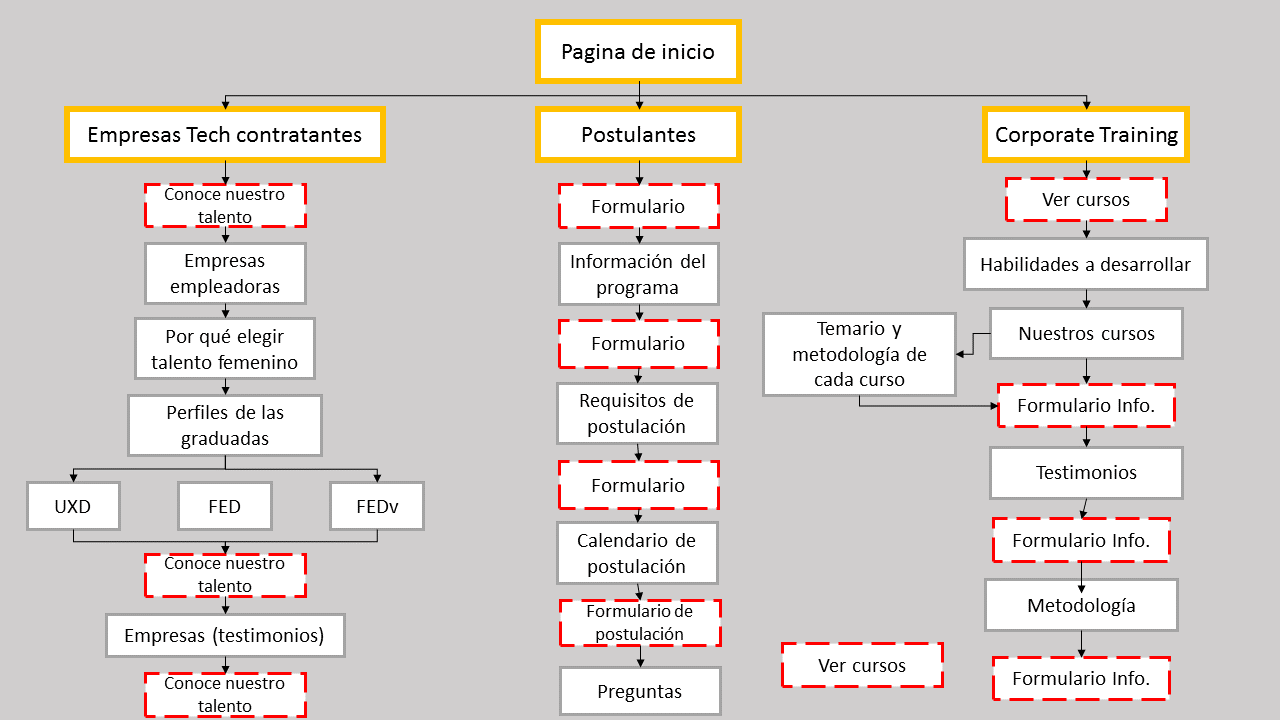 Pagina de inicio
Empresas Tech contratantes
Postulantes
Corporate Training
Conoce nuestro
talento
Empresas
empleadoras
Por qué elegir
talento femenino
Perfiles de las
graduadas
UXD
FED
FEDv
Conoce nuestro
talento
Empresas (testimonios)
Conoce nuestro
talento
Formulario
Información del
programa
Formulario
Requisitos de
postulación
Formulario
Calendario de
postulación
Formulario de
postulación
Preguntas
Ver cursos
Habilidades a desarrollar
Nuestros cursos
Temario y
metodología de
cada curso
Formulario Info.
Testimonios
Formulario Info.
Metodología
Formulario Info.
Ver cursos